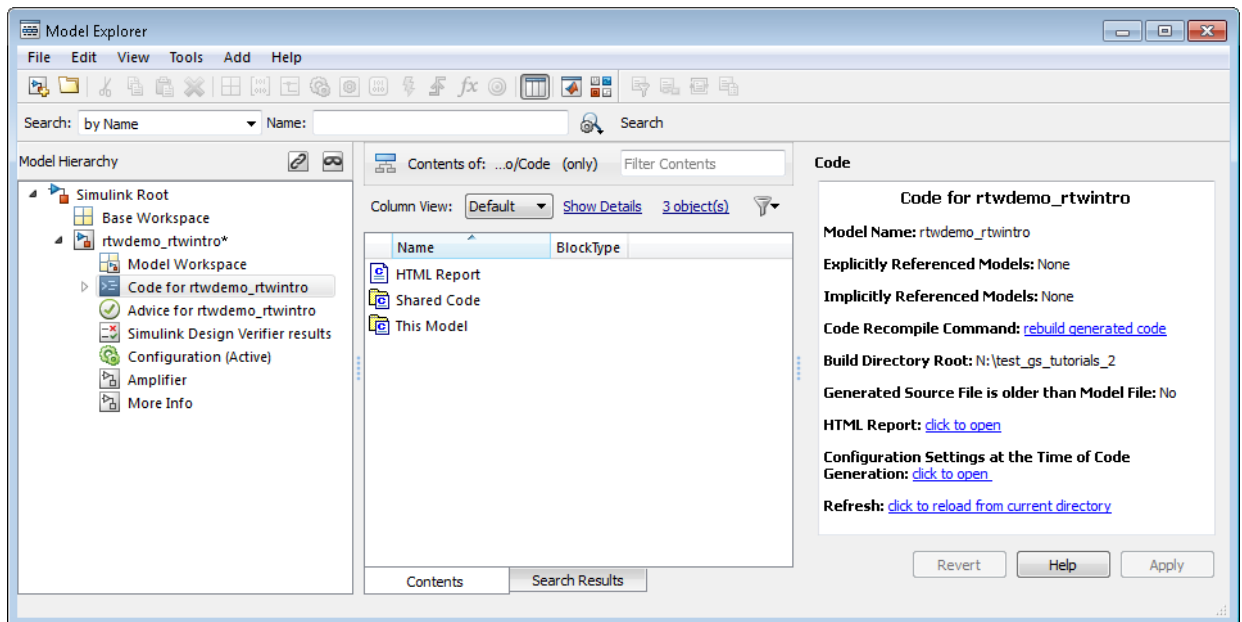 Model Explorer
File Edit View Tools Add Help
fx
Search: by Name Name: Search
Model Hierarchy
Simulink Root
Base Workspace
rtwdemo_rtwintro*
Model Workspace
Code for rtwdemo_rtwintro
Advice for rtwdemo_rtwintro
Simulink Design Verifier results
Configuration (Active)
Amplifier
More Info
Contents of: ...o/Code (only) Filter Contents
Column View: Default Show Details 3 object(s)
Name BlockType
HTML Report
Shared Code
This Model
Contents Search Results
Code
Code for rtwdemo_rtwintro
Model Name: rtwdemo_rtwintro
Explicitly Referenced Models: None
Implicitly Referenced Models: None
Code Recompile Command: rebuild generated code
Build Directory Root: N:\test_gs_tutorials_2
Generated Source File is older than Model File: No
HTML Report: click to open
Configuration Settings at the Time of Code
Generation: click to open
Refresh: click to reload from current directory
Revert Help Apply